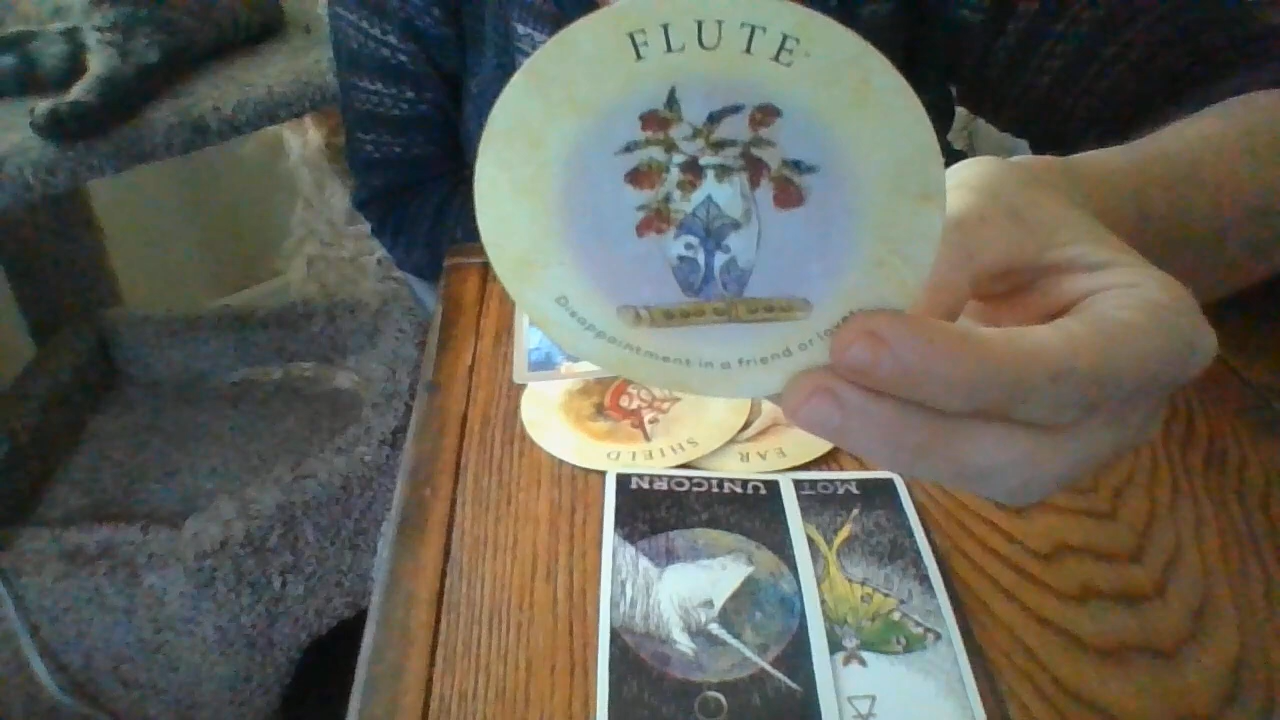 FLUTE
Disappointment in a friend or lover
SHIELD
EAR
UNICORN
MOT